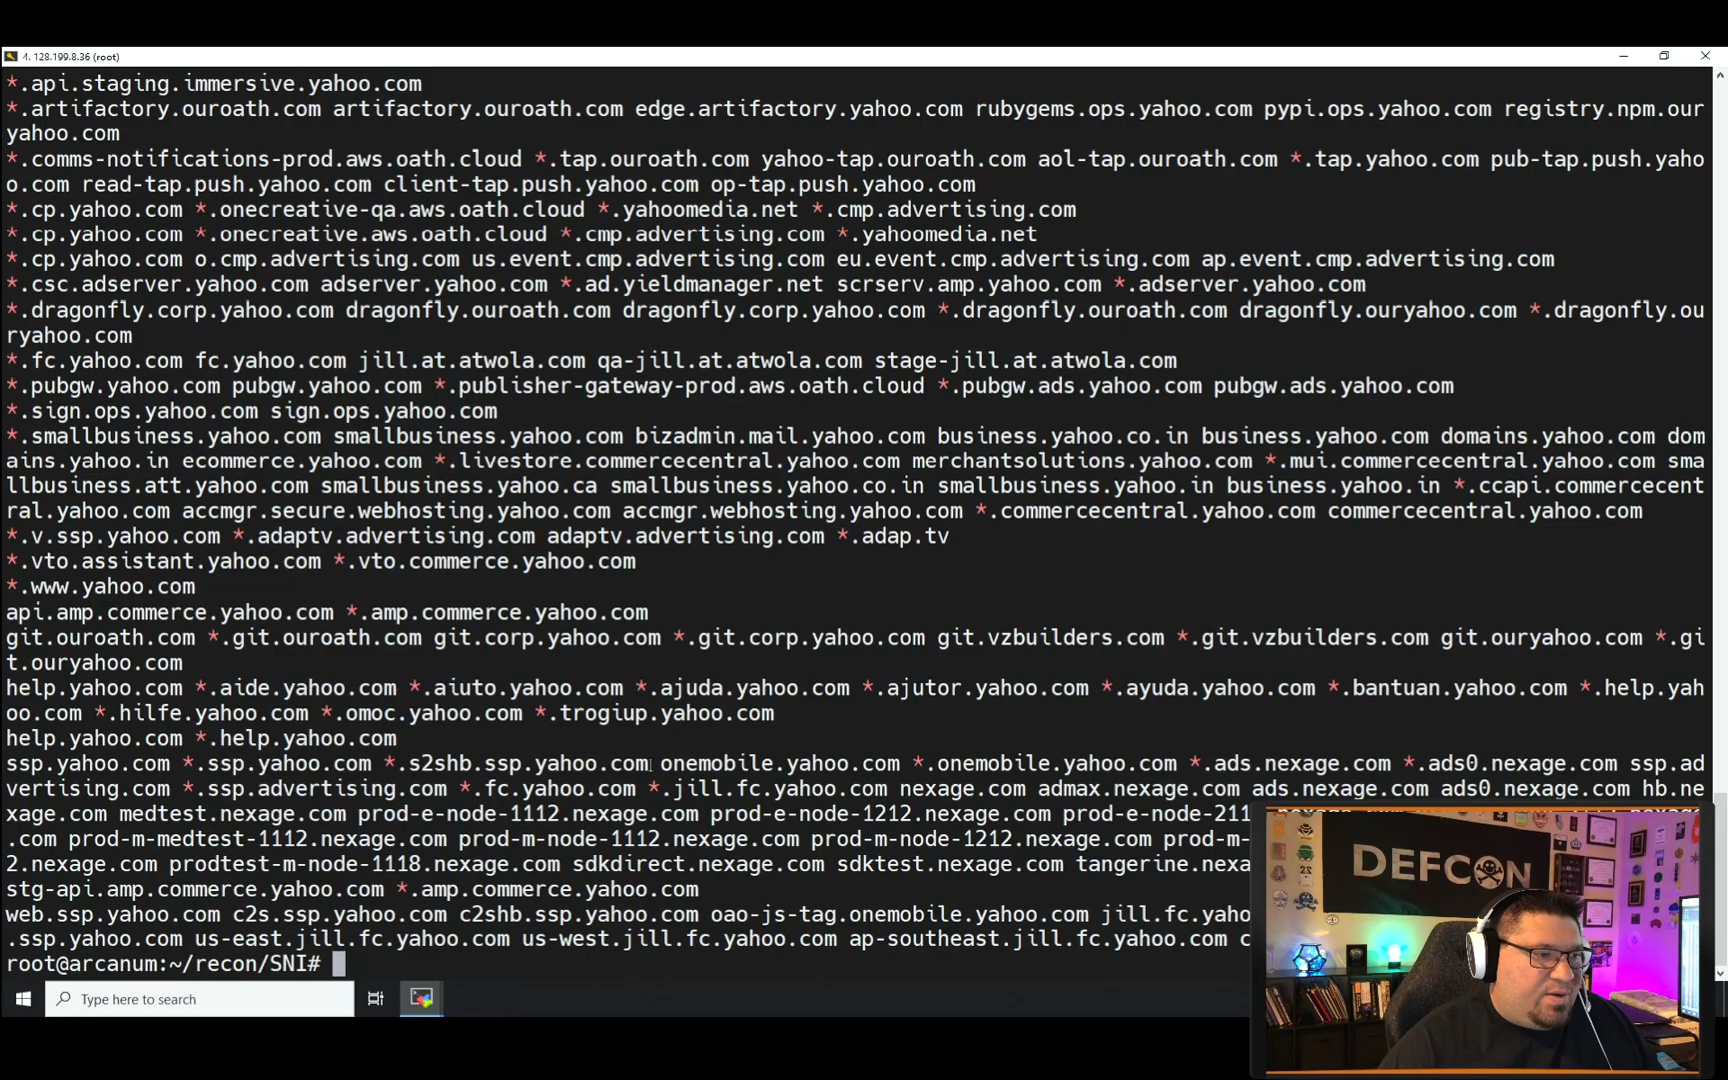 4. 128.199.8.36 (root)
*.api.staging.immersive.yahoo.com
*.artifactory.ouroath.com artifactory.ouroath.com edge.artifactory.yahoo.com rubygems.ops.yahoo.com pypi.ops.yahoo.com registry.npm.our
yahoo.com
*.comms-notifications-prod.aws.oath.cloud *.tap.ouroath.com yahoo-tap.ouroath.com aol-tap.ouroath.com *.tap.yahoo.com pub-tap.push.yaho
o.com read-tap.push.yahoo.com client-tap.push.yahoo.com op-tap.push.yahoo.com
*.cp.yahoo.com *.onecreative-qa.aws.oath.cloud *.yahoomedia.net *.cmp.advertising.com
*.cp.yahoo.com *.onecreative.aws.oath.cloud *.cmp.advertising.com *.yahoomedia.net
*.cp.yahoo.com o.cmp.advertising.com us.event.cmp.advertising.com eu.event.cmp.advertising.com ap.event.cmp.advertising.com
*.csc.adserver.yahoo.com adserver.yahoo.com *.ad.yieldmanager.net scrserv.amp.yahoo.com *.adserver.yahoo.com
*.dragonfly.corp.yahoo.com dragonfly.ouroath.com dragonfly.corp.yahoo.com *.dragonfly.ouroath.com dragonfly.ouryahoo.com *.dragonfly.ou
ryahoo.com
*.fc.yahoo.com fc.yahoo.com jill.at.atwola.com qa-jill.at.atwola.com stage-jill.at.atwola.com
*.pubgw.yahoo.com pubgw.yahoo.com *.publisher-gateway-prod.aws.oath.cloud *.pubgw.ads.yahoo.com pubgw.ads.yahoo.com
*.sign.ops.yahoo.com sign.ops.yahoo.com
*.smallbusiness.yahoo.com smallbusiness.yahoo.com bizadmin.mail.yahoo.com business.yahoo.co.in business.yahoo.com domains.yahoo.com dom
ains.yahoo.in ecommerce.yahoo.com *.livestore.commercecentral.yahoo.com merchantsolutions.yahoo.com *.mui.commercecentral.yahoo.com sma
llbusiness.att.yahoo.com smallbusiness.yahoo.ca smallbusiness.yahoo.co.in smallbusiness.yahoo.in business.yahoo.in *.ccapi.commercecent
ral.yahoo.com accmgr.secure.webhosting.yahoo.com accmgr.webhosting.yahoo.com *.commercecentral.yahoo.com commercecentral.yahoo.com
*.v.ssp.yahoo.com *.adaptv.advertising.com adaptv.advertising.com *.adap.tv
*.vto.assistant.yahoo.com *.vto.commerce.yahoo.com
*.www.yahoo.com
api.amp.commerce.yahoo.com *.amp.commerce.yahoo.com
git.ouroath.com *.git.ouroath.com git.corp.yahoo.com *.git.corp.yahoo.com git.vzbuilders.com *.git.vzbuilders.com git.ouryahoo.com *.gi
t.ouryahoo.com
help.yahoo.com *.aide.yahoo.com *.aiuto.yahoo.com *.ajuda.yahoo.com *.ajutor.yahoo.com *.ayuda.yahoo.com *.bantuan.yahoo.com *.help.yah
oo.com *.hilfe.yahoo.com *.omoc.yahoo.com *.trogiup.yahoo.com
help.yahoo.com *.help.yahoo.com
ssp.yahoo.com *.ssp.yahoo.com *.s2shb.ssp.yahoo.com onemobile.yahoo.com *.onemobile.yahoo.com *.ads.nexage.com *.ads0.nexage.com ssp.ad
vertising.com *.ssp.advertising.com *.fc.yahoo.com *.jill.fc.yahoo.com nexage.com admax.nexage.com ads.nexage.com ads0.nexage.com hb.ne
xage.com medtest.nexage.com prod-e-node-1112.nexage.com prod-e-node-1212.nexage.com prod-e-node-211
.com prod-m-medtest-1112.nexage.com prod-m-node-1112.nexage.com prod-m-node-1212.nexage.com prod-m-
2.nexage.com prodtest-m-node-1118.nexage.com sdkdirect.nexage.com sdktest.nexage.com tangerine.nexa
stg-api.amp.commerce.yahoo.com *.amp.commerce.yahoo.com
web.ssp.yahoo.com c2s.ssp.yahoo.com c2shb.ssp.yahoo.com oao-js-tag.onemobile.yahoo.com jill.fc.yaho
.ssp.yahoo.com us-east.jill.fc.yahoo.com us-west.jill.fc.yahoo.com ap-southeast.jill.fc.yahoo.com c
root@arcanum:~/recon/SNI#
DEFCON
Type here to search